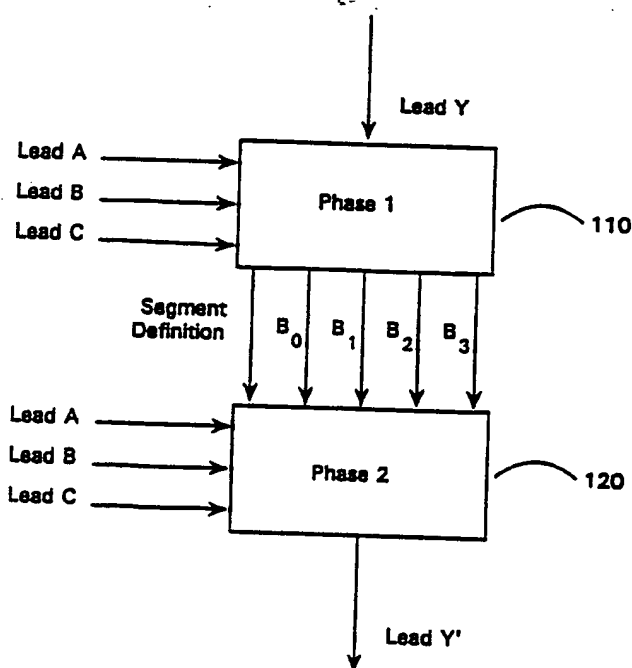 Lead Y
Lead A
Lead B
Lead C
Phase 1
110
Segment
Definition
B0
B1
B2
B3
Lead A
Lead B
Lead C
Phase 2
120
Lead Y'